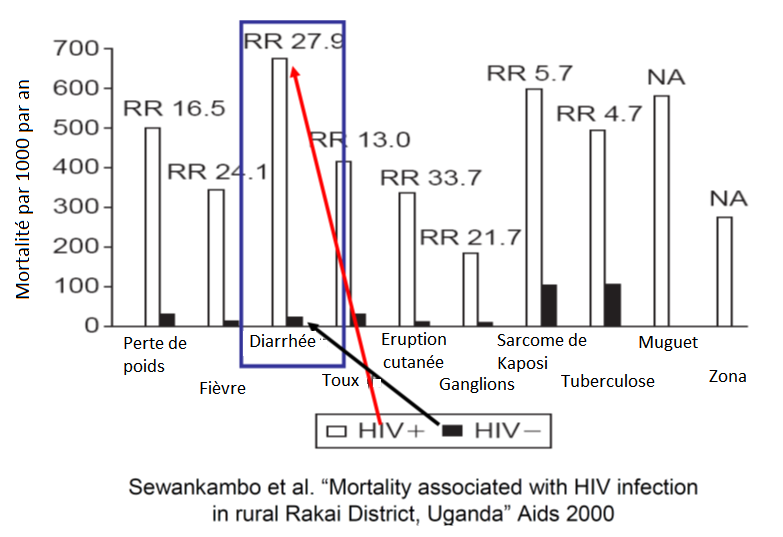 Mortalité par 1000 par an
700
600
500
400
300
200
100
0
RR 16.5
RR 24.1
RR 27.9
RR 13.0
RR 33.7
RR 21.7
RR 5.7
RR 4.7
NA
NA
Perte de
poids
Fièvre
Diarrhée
Toux
Eruption
cutanée
Ganglions
Sarcome de
Kaposi
Tuberculose
Muguet
Zona
HIV+
HIV−
Sewankambo et al. “Mortality associated with HIV infection
in rural Rakai District, Uganda” Aids 2000